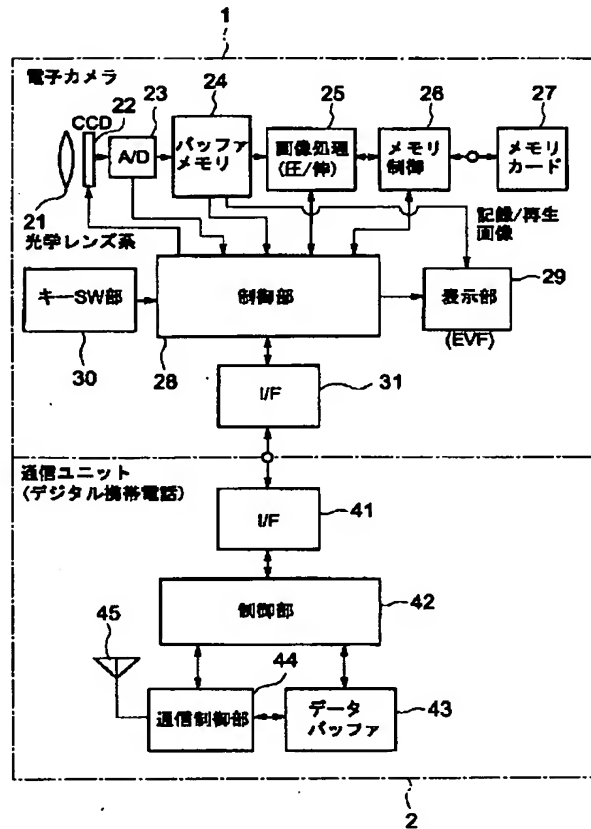 1
電子カメラ
CCD
22
23
24
25
26
27
A/D
バッファ
メモリ
画像処理
(圧/伸)
メモリ
制御
メモリ
カード
21
光学レンズ系
記録/再生
画像
キーSW部
制御部
表示部
29
(EVF)
30
28
I/F
31
通信ユニット
(デジタル携帯電話)
I/F
41
制御部
42
45
44
通信制御部
データ
バッファ
43
2